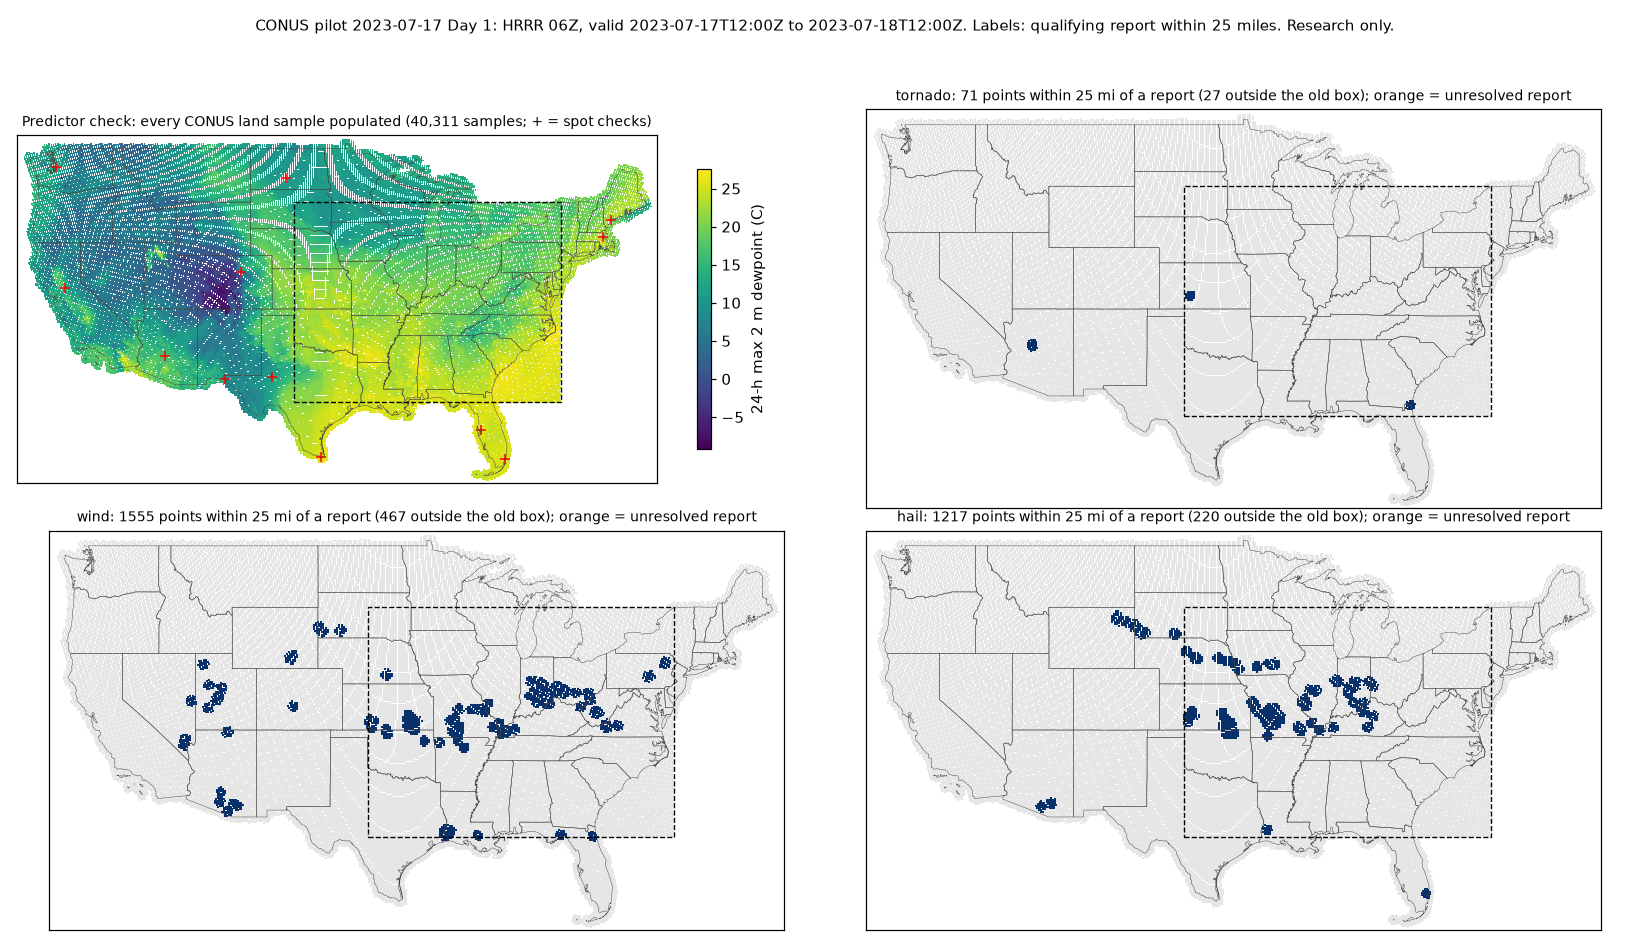 CONUS pilot 2023-07-17 Day 1: HRRR 06Z, valid 2023-07-17T12:00Z to 2023-07-18T12:00Z. Labels: qualifying report within 25 miles. Research only.
Predictor check: every CONUS land sample populated (40,311 samples; + = spot checks)
25
20
15
10
5
0
−5
24-h max 2 m dewpoint (C)
tornado: 71 points within 25 mi of a report (27 outside the old box); orange = unresolved report
wind: 1555 points within 25 mi of a report (467 outside the old box); orange = unresolved report
hail: 1217 points within 25 mi of a report (220 outside the old box); orange = unresolved report